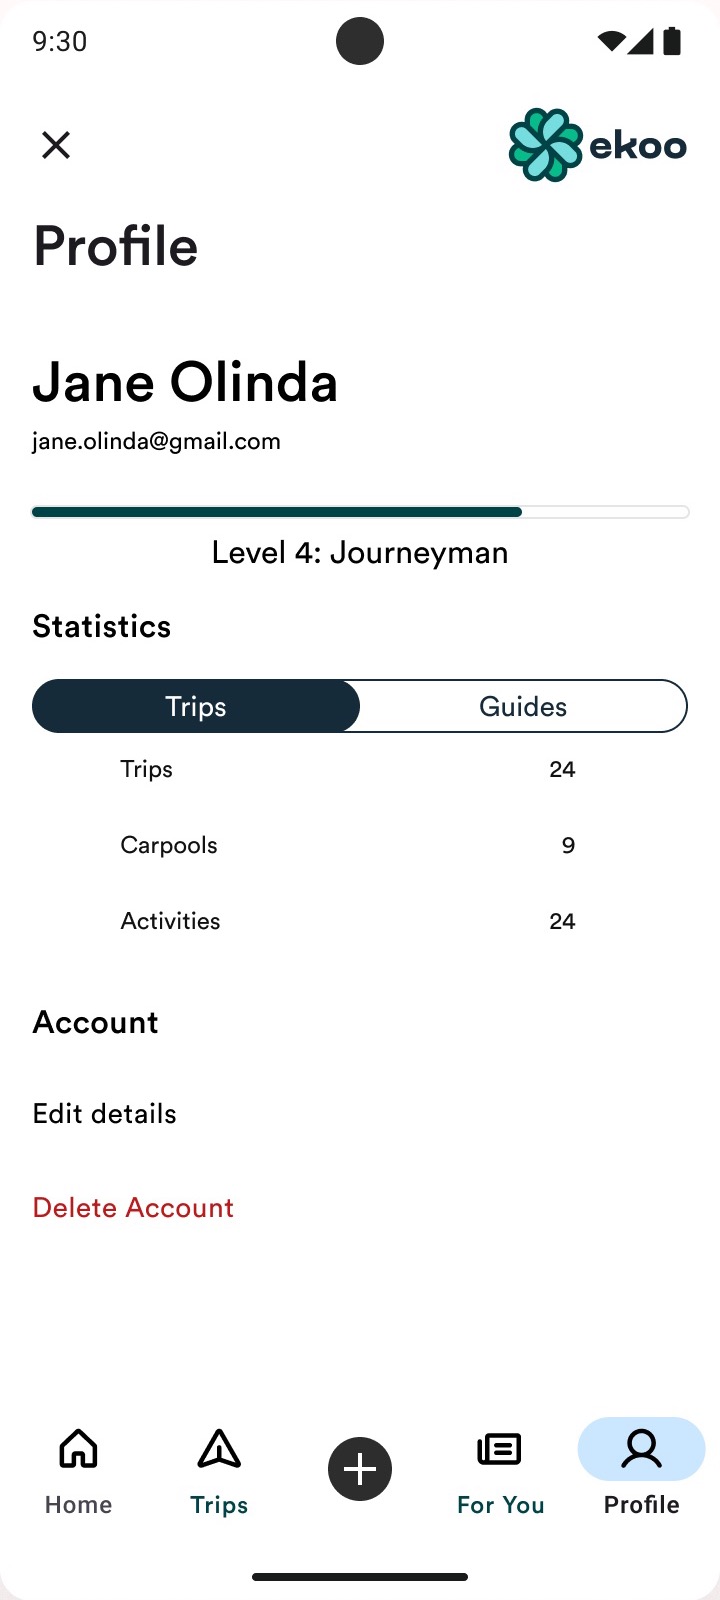 9:30
ekoo
Profile
Jane Olinda
jane.olinda@gmail.com
Level 4: Journeyman
Statistics
Trips Guides
Trips 24
Carpools 9
Activities 24
Account
Edit details
Delete Account
Home Trips For You Profile